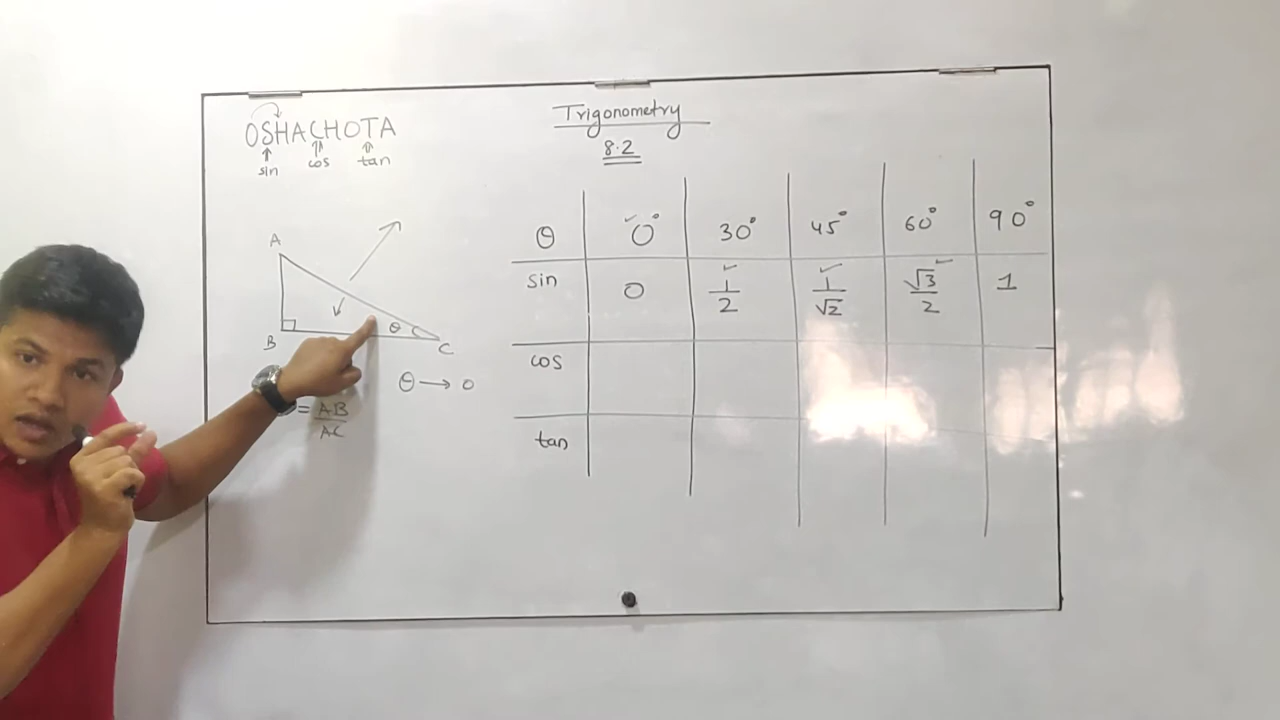 OSHACHOTA
sin cos tan
Trigonometry
8.2
A
B
C
θ
θ → 0
= AB/AC
θ 0° 30° 45° 60° 90°
sin 0 1/2 1/√2 √3/2 1
cos
tan